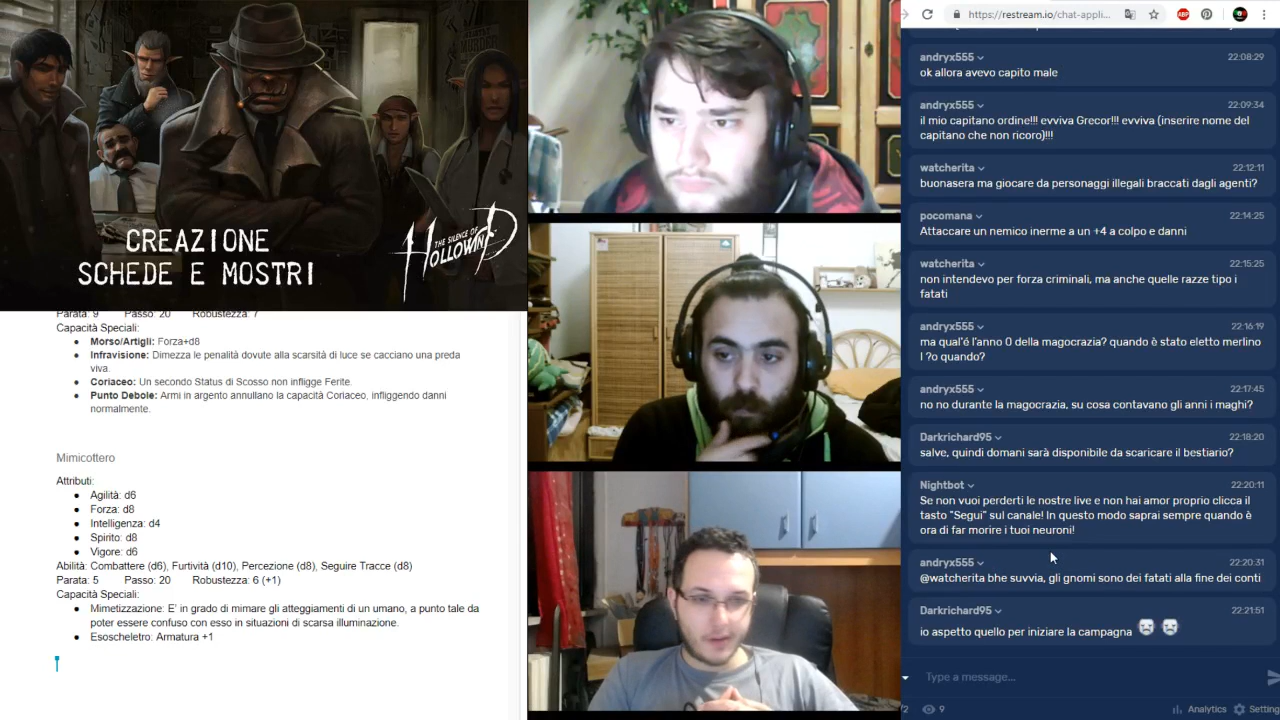 CREAZIONE
SCHEDE E MOSTRI
THE SILENCE OF
HOLLOWIND
Parata: 9 Passo: 20 Robustezza: 7
Capacità Speciali:
● Morso/Artigli: Forza+d8
● Infravisione: Dimezza le penalità dovute alla scarsità di luce se cacciano una preda
viva.
● Coriaceo: Un secondo Status di Scosso non infligge Ferite.
● Punto Debole: Armi in argento annullano la capacità Coriaceo, infliggendo danni
normalmente.
Mimicottero
Attributi:
● Agilità: d6
● Forza: d8
● Intelligenza: d4
● Spirito: d8
● Vigore: d6
Abilità: Combattere (d6), Furtività (d10), Percezione (d8), Seguire Tracce (d8)
Parata: 5 Passo: 20 Robustezza: 6 (+1)
Capacità Speciali:
● Mimetizzazione: E' in grado di mimare gli atteggiamenti di un umano, a punto tale da
poter essere confuso con esso in situazioni di scarsa illuminazione.
● Esoscheletro: Armatura +1
https://restream.io/chat-appli...
ABP
andryx555 22:08:29
ok allora avevo capito male
andryx555 22:09:34
il mio capitano ordine!!! evviva Grecor!!! evviva (inserire nome del
capitano che non ricoro)!!!
watcherita 22:12:11
buonasera ma giocare da personaggi illegali braccati dagli agenti?
pocomana 22:14:25
Attaccare un nemico inerme a un +4 a colpo e danni
watcherita 22:15:25
non intendevo per forza criminali, ma anche quelle razze tipo i
fatati
andryx555 22:16:19
ma qual'é l'anno 0 della magocrazia? quando è stato eletto merlino
I ?o quando?
andryx555 22:17:45
no no durante la magocrazia, su cosa contavano gli anni i maghi?
Darkrichard95 22:18:20
salve, quindi domani sarà disponibile da scaricare il bestiario?
Nightbot 22:20:11
Se non vuoi perderti le nostre live e non hai amor proprio clicca il
tasto "Segui" sul canale! In questo modo saprai sempre quando è
ora di far morire i tuoi neuroni!
andryx555 22:20:31
@watcherita bhe suvvia, gli gnomi sono dei fatati alla fine dei conti
Darkrichard95 22:21:51
io aspetto quello per iniziare la campagna
Type a message...
/2 9 Analytics Setting